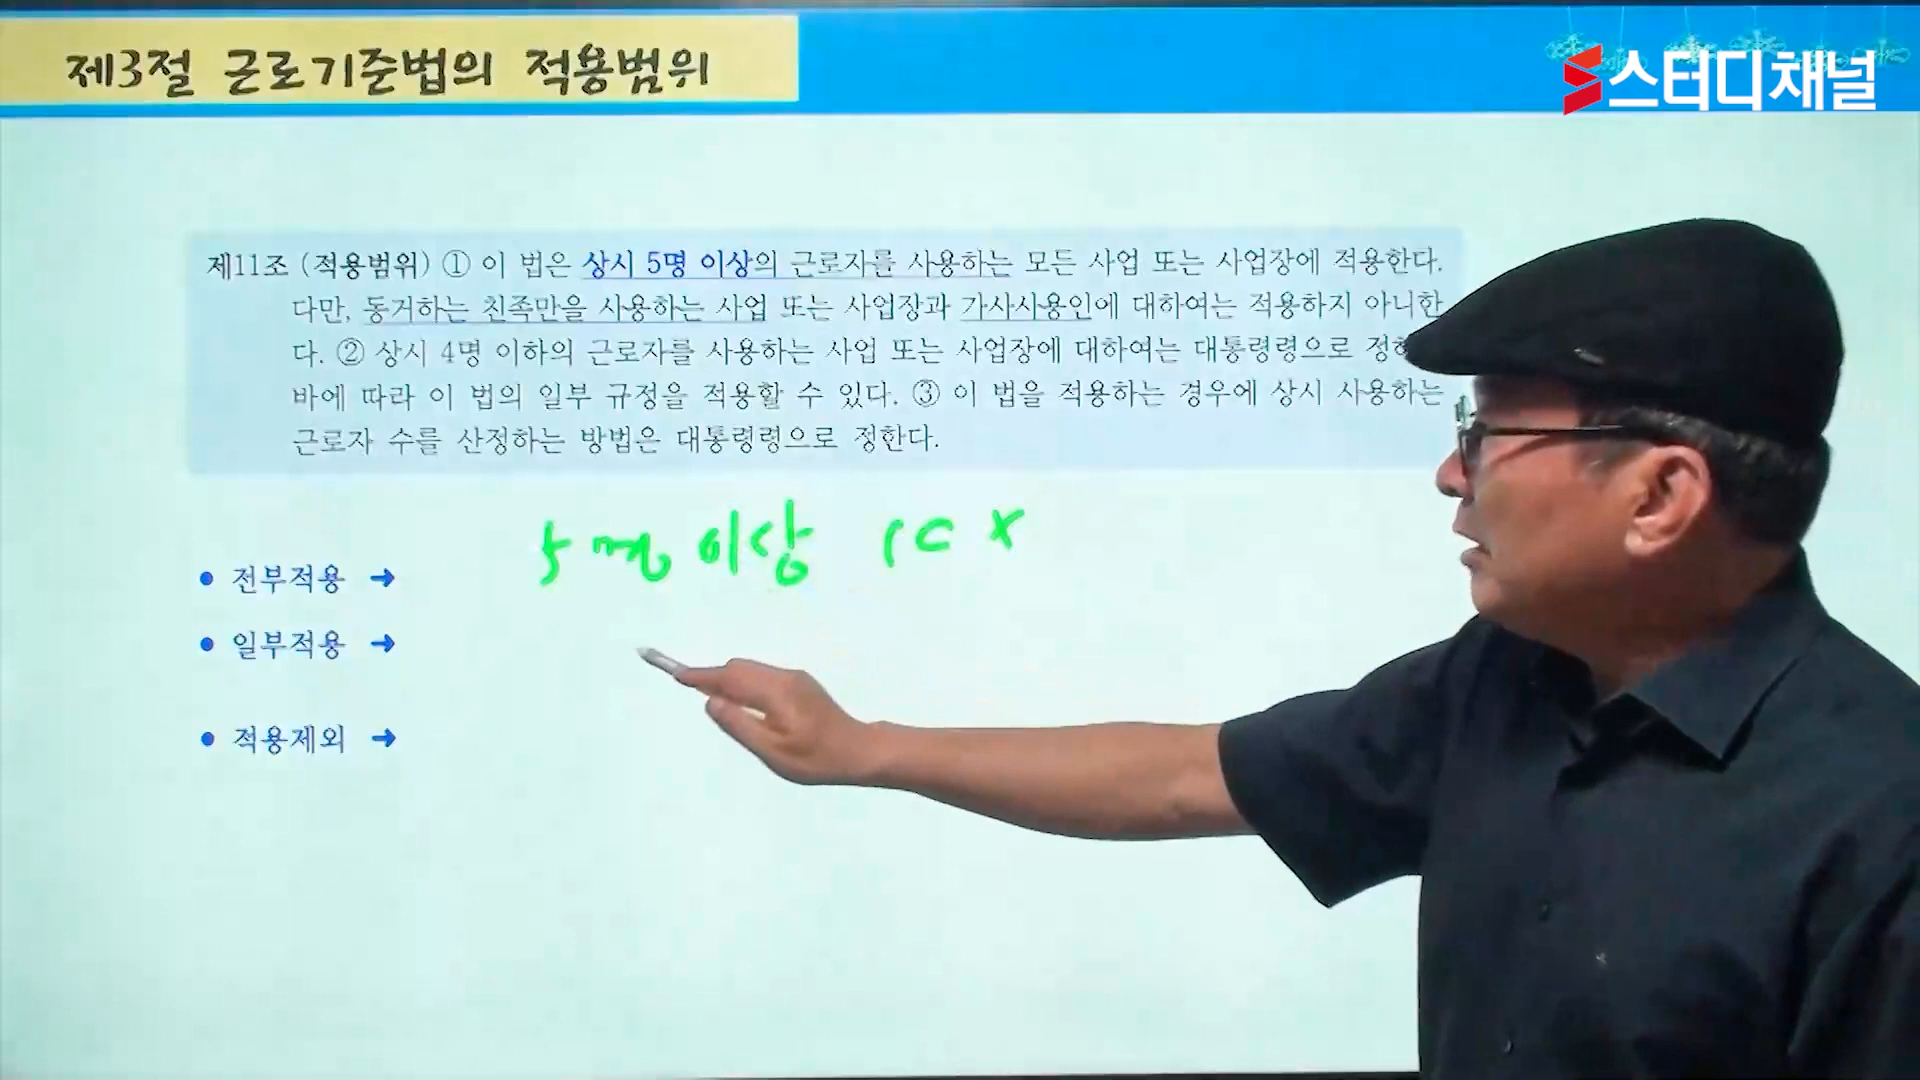 제3절 근로기준법의 적용범위
스터디채널
제11조 (적용범위) ① 이 법은 상시 5명 이상의 근로자를 사용하는 모든 사업 또는 사업장에 적용한다.
다만, 동거하는 친족만을 사용하는 사업 또는 사업장과 가사사용인에 대하여는 적용하지 아니한
다. ② 상시 4명 이하의 근로자를 사용하는 사업 또는 사업장에 대하여는 대통령령으로 정하
바에 따라 이 법의 일부 규정을 적용할 수 있다. ③ 이 법을 적용하는 경우에 상시 사용하는
근로자 수를 산정하는 방법은 대통령령으로 정한다.
5명 이상
• 전부적용 →
• 일부적용 →
• 적용제외 →